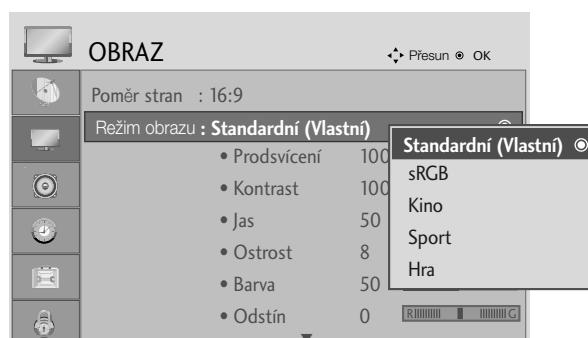 OBRAZ
Přesun OK
Poměr stran : 16:9
Režim obrazu : Standardní (Vlastní)
• Prodsvícení 100
• Kontrast 100
• Jas 50
• Ostrost 8
• Barva 50
• Odstín 0 R G
Standardní (Vlastní)
sRGB
Kino
Sport
Hra